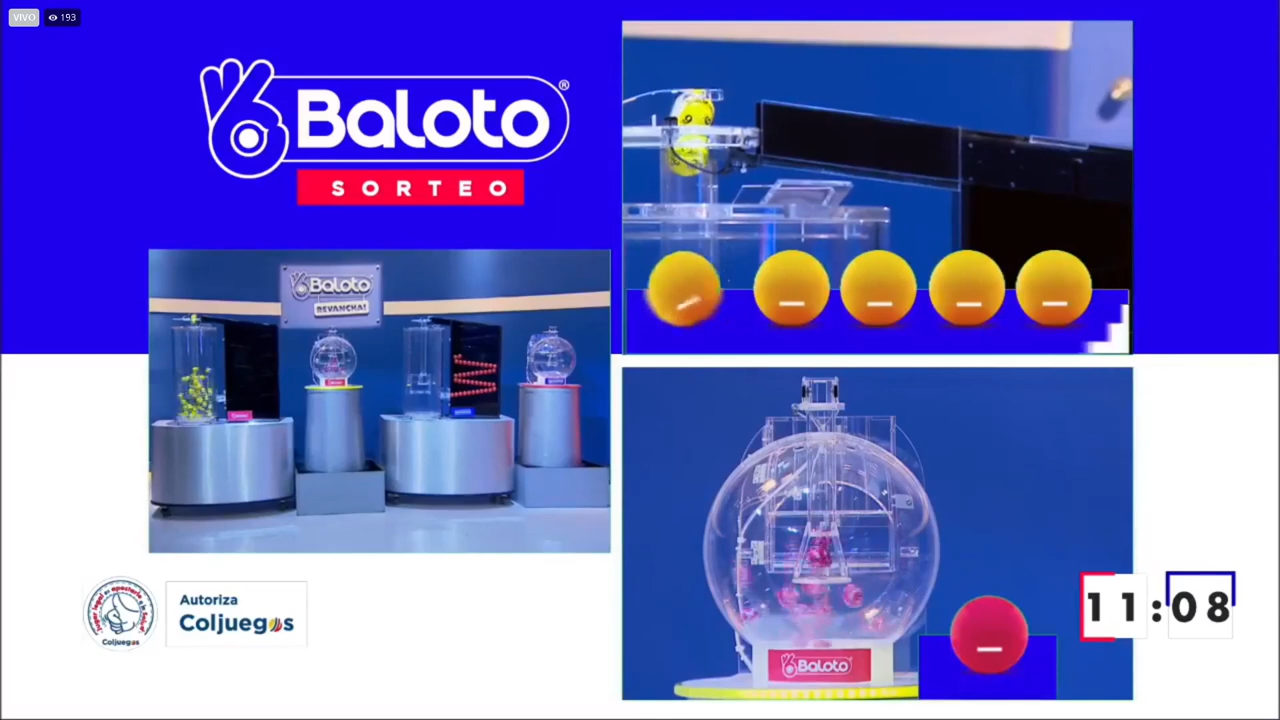 VIVO
193
Baloto®
SORTEO
Baloto
REVANCHA!
Autoriza
Coljuegos
Coljuegos
Baloto
11:08